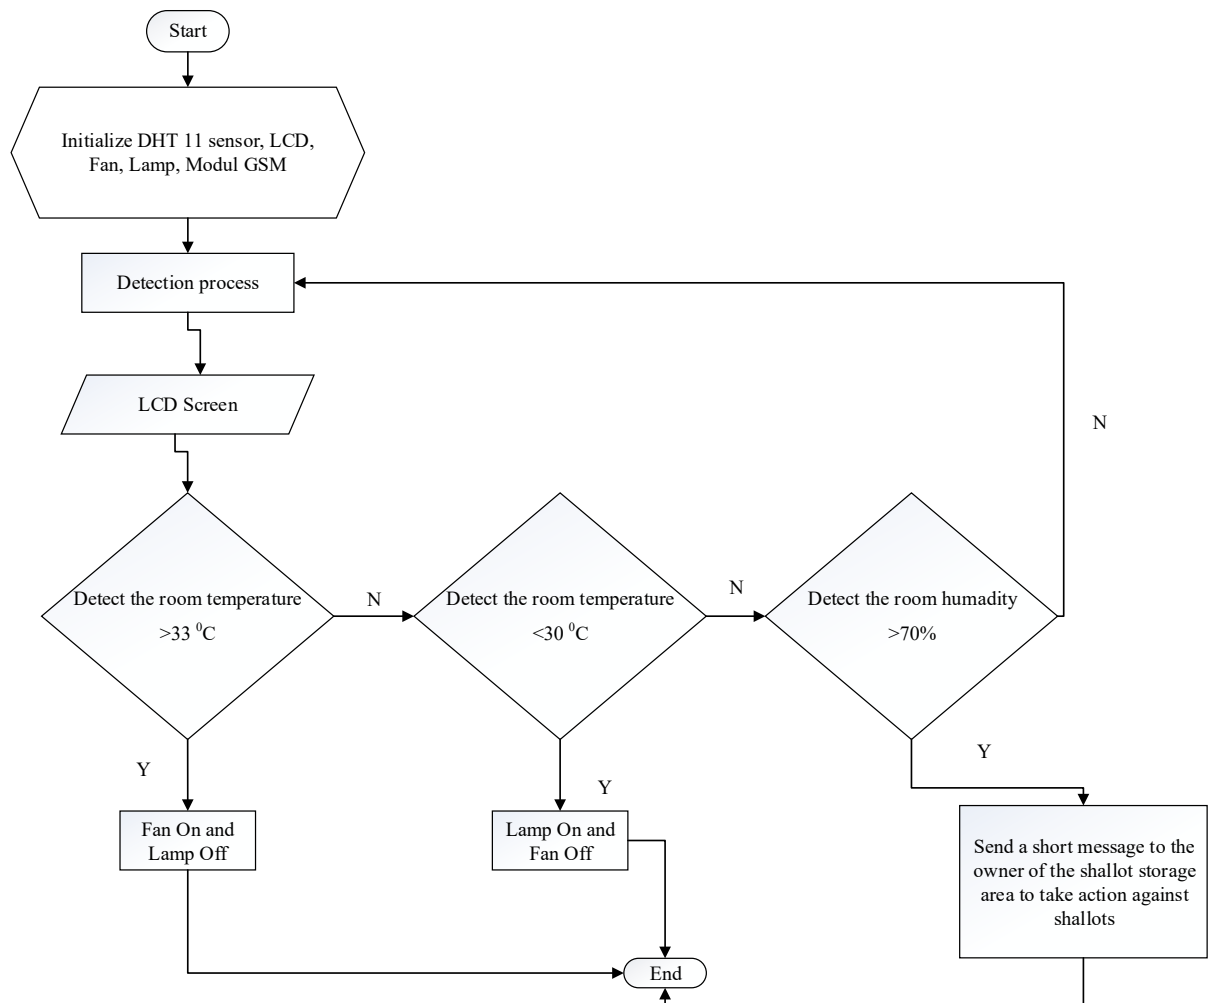 Start
Initialize DHT 11 sensor, LCD,
Fan, Lamp, Modul GSM
Detection process
LCD Screen
N
Detect the room temperature
>33 ⁰C
N
Detect the room temperature
<30 ⁰C
N
Detect the room humadity
>70%
Y
Y
Y
Fan On and
Lamp Off
Lamp On and
Fan Off
Send a short message to the
owner of the shallot storage
area to take action against
shallots
End